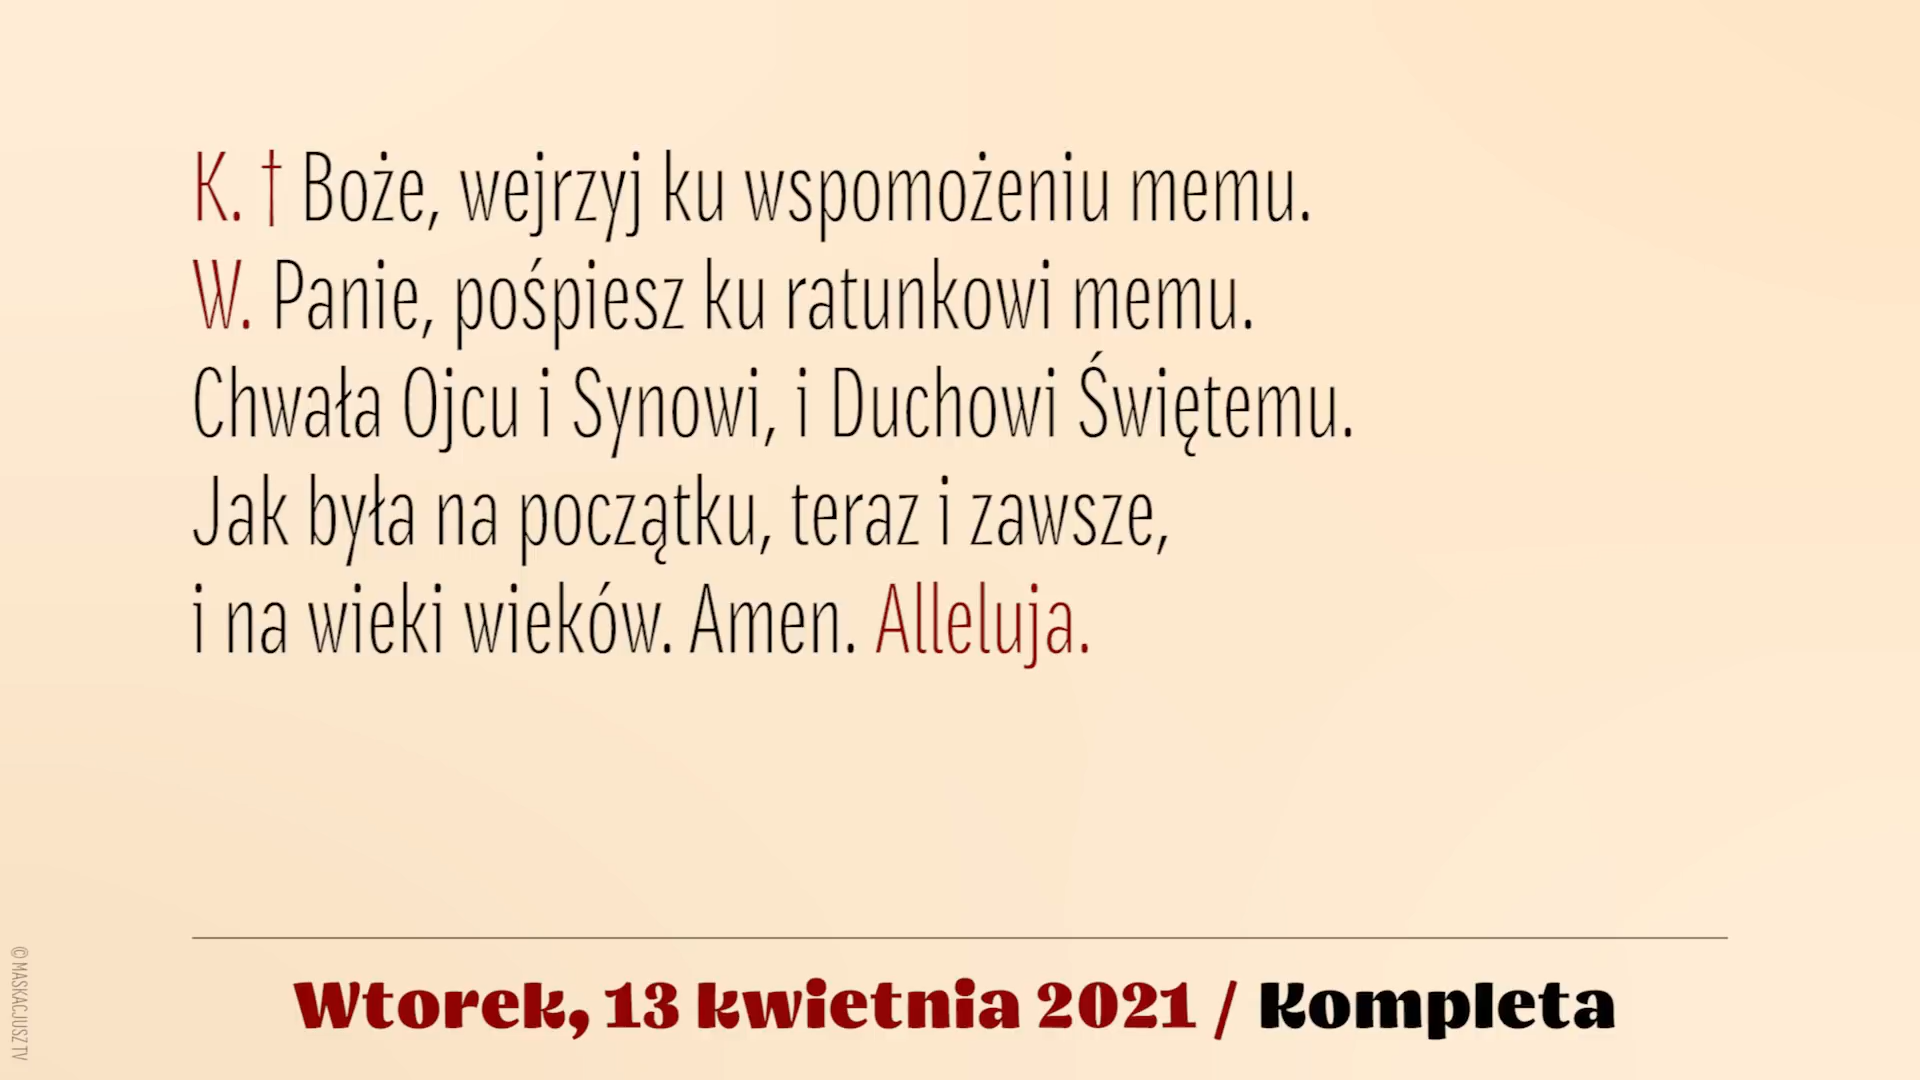 K. † Boże, wejrzyj ku wspomożeniu memu.
W. Panie, pośpiesz ku ratunkowi memu.
Chwała Ojcu i Synowi, i Duchowi Świętemu.
Jak była na początku, teraz i zawsze,
i na wieki wieków. Amen. Alleluja.
Wtorek, 13 kwietnia 2021 / Kompleta
© MASKACJUSZ TV